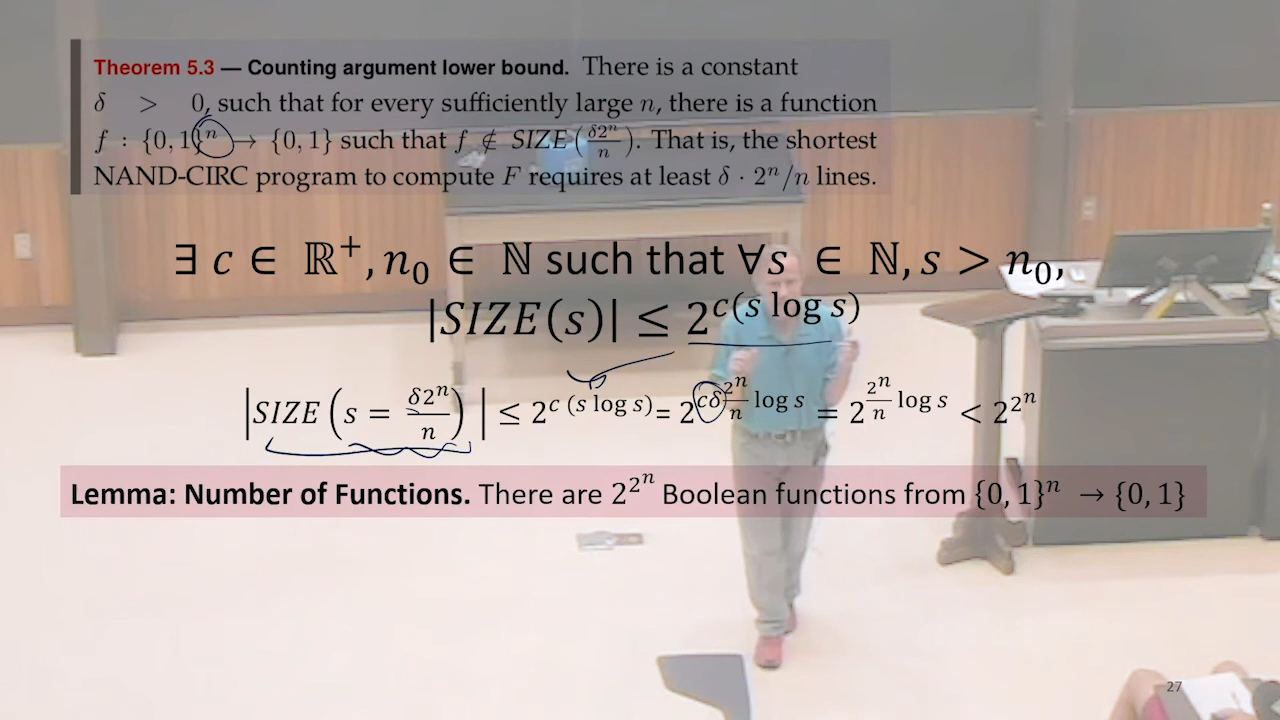 Theorem 5.3 — Counting argument lower bound. There is a constant
δ > 0, such that for every sufficiently large n, there is a function
f : {0, 1}ⁿ → {0, 1} such that f ∉ SIZE(δ2ⁿ/n). That is, the shortest
NAND-CIRC program to compute F requires at least δ · 2ⁿ/n lines.
∃ c ∈ ℝ⁺, n₀ ∈ ℕ such that ∀s ∈ ℕ, s > n₀,
|SIZE(s)| ≤ 2^{c(s log s)}
|SIZE(s = δ2ⁿ/n)| ≤ 2^{c (s log s)} = 2^{cδ 2ⁿ/n log s} = 2^{2ⁿ/n log s} < 2^{2ⁿ}
Lemma: Number of Functions. There are 2^{2ⁿ} Boolean functions from {0, 1}ⁿ → {0, 1}
27